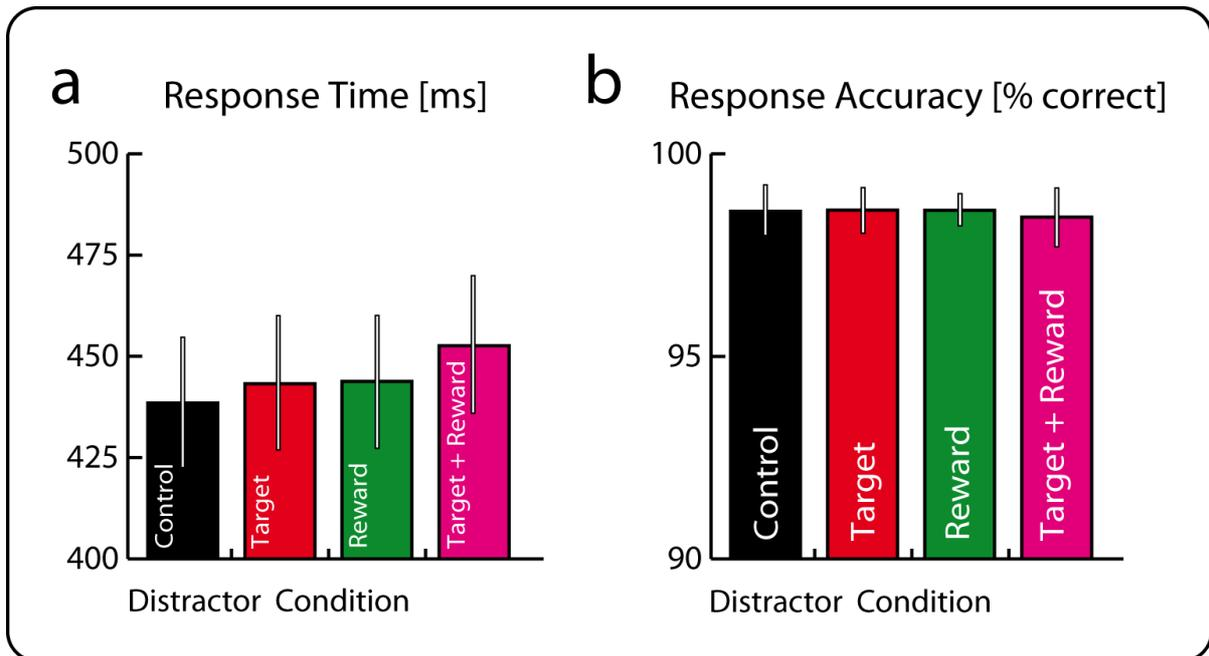 a
Response Time [ms]
500
475
450
425
400
Control
Target
Reward
Target + Reward
Distractor Condition
b
Response Accuracy [% correct]
100
95
90
Control
Target
Reward
Target + Reward
Distractor Condition